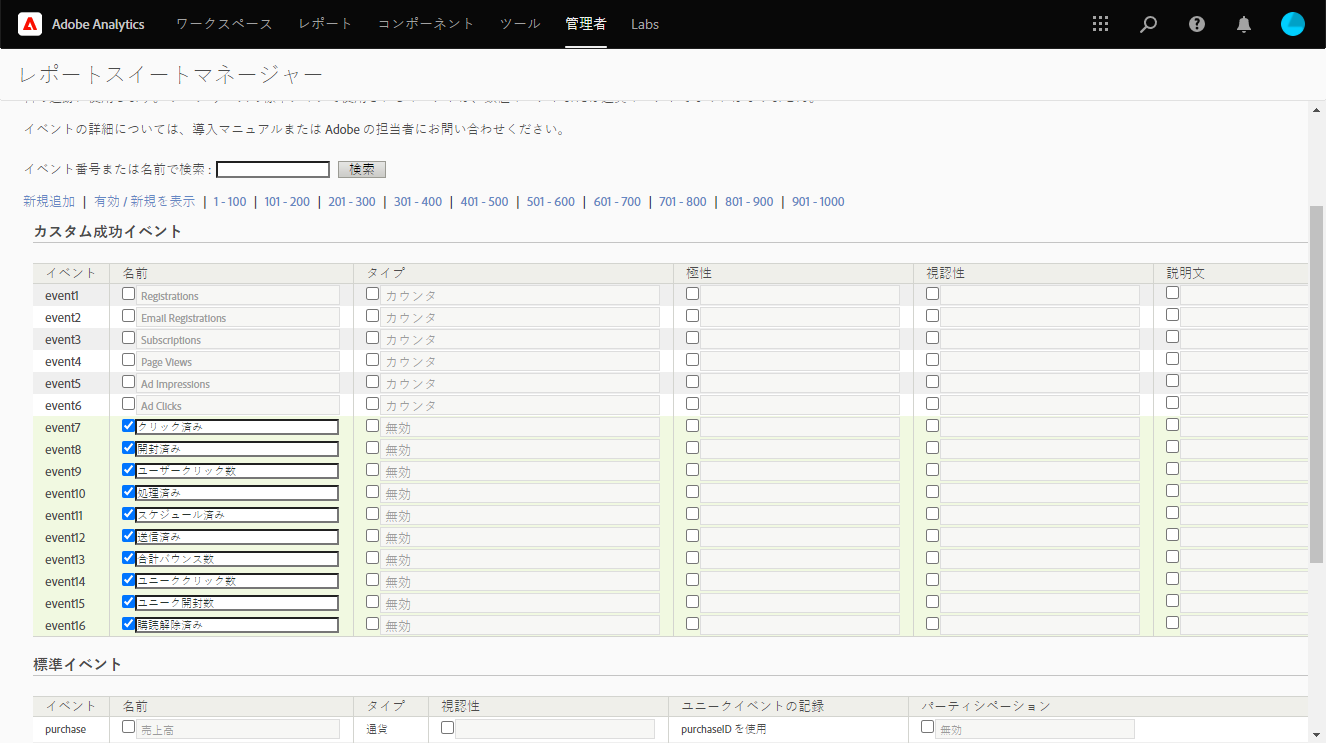 Adobe Analytics ワークスペース レポート コンポーネント ツール 管理者 Labs
レポートスイートマネージャー
イベントの詳細については、導入マニュアルまたは Adobe の担当者にお問い合わせください。
イベント番号または名前で検索 : 検索
新規追加 | 有効 / 新規を表示 | 1 - 100 | 101 - 200 | 201 - 300 | 301 - 400 | 401 - 500 | 501 - 600 | 601 - 700 | 701 - 800 | 801 - 900 | 901 - 1000
カスタム成功イベント
イベント 名前 タイプ 極性 視認性 説明文
event1 Registrations カウンタ
event2 Email Registrations カウンタ
event3 Subscriptions カウンタ
event4 Page Views カウンタ
event5 Ad Impressions カウンタ
event6 Ad Clicks カウンタ
event7 クリック済み 無効
event8 開封済み 無効
event9 ユーザークリック数 無効
event10 処理済み 無効
event11 スケジュール済み 無効
event12 送信済み 無効
event13 合計バウンス数 無効
event14 ユニーククリック数 無効
event15 ユニーク開封数 無効
event16 購読解除済み 無効
標準イベント
イベント 名前 タイプ 視認性 ユニークイベントの記録 パーティシペーション
purchase 売上高 通貨 purchaseID を使用 無効